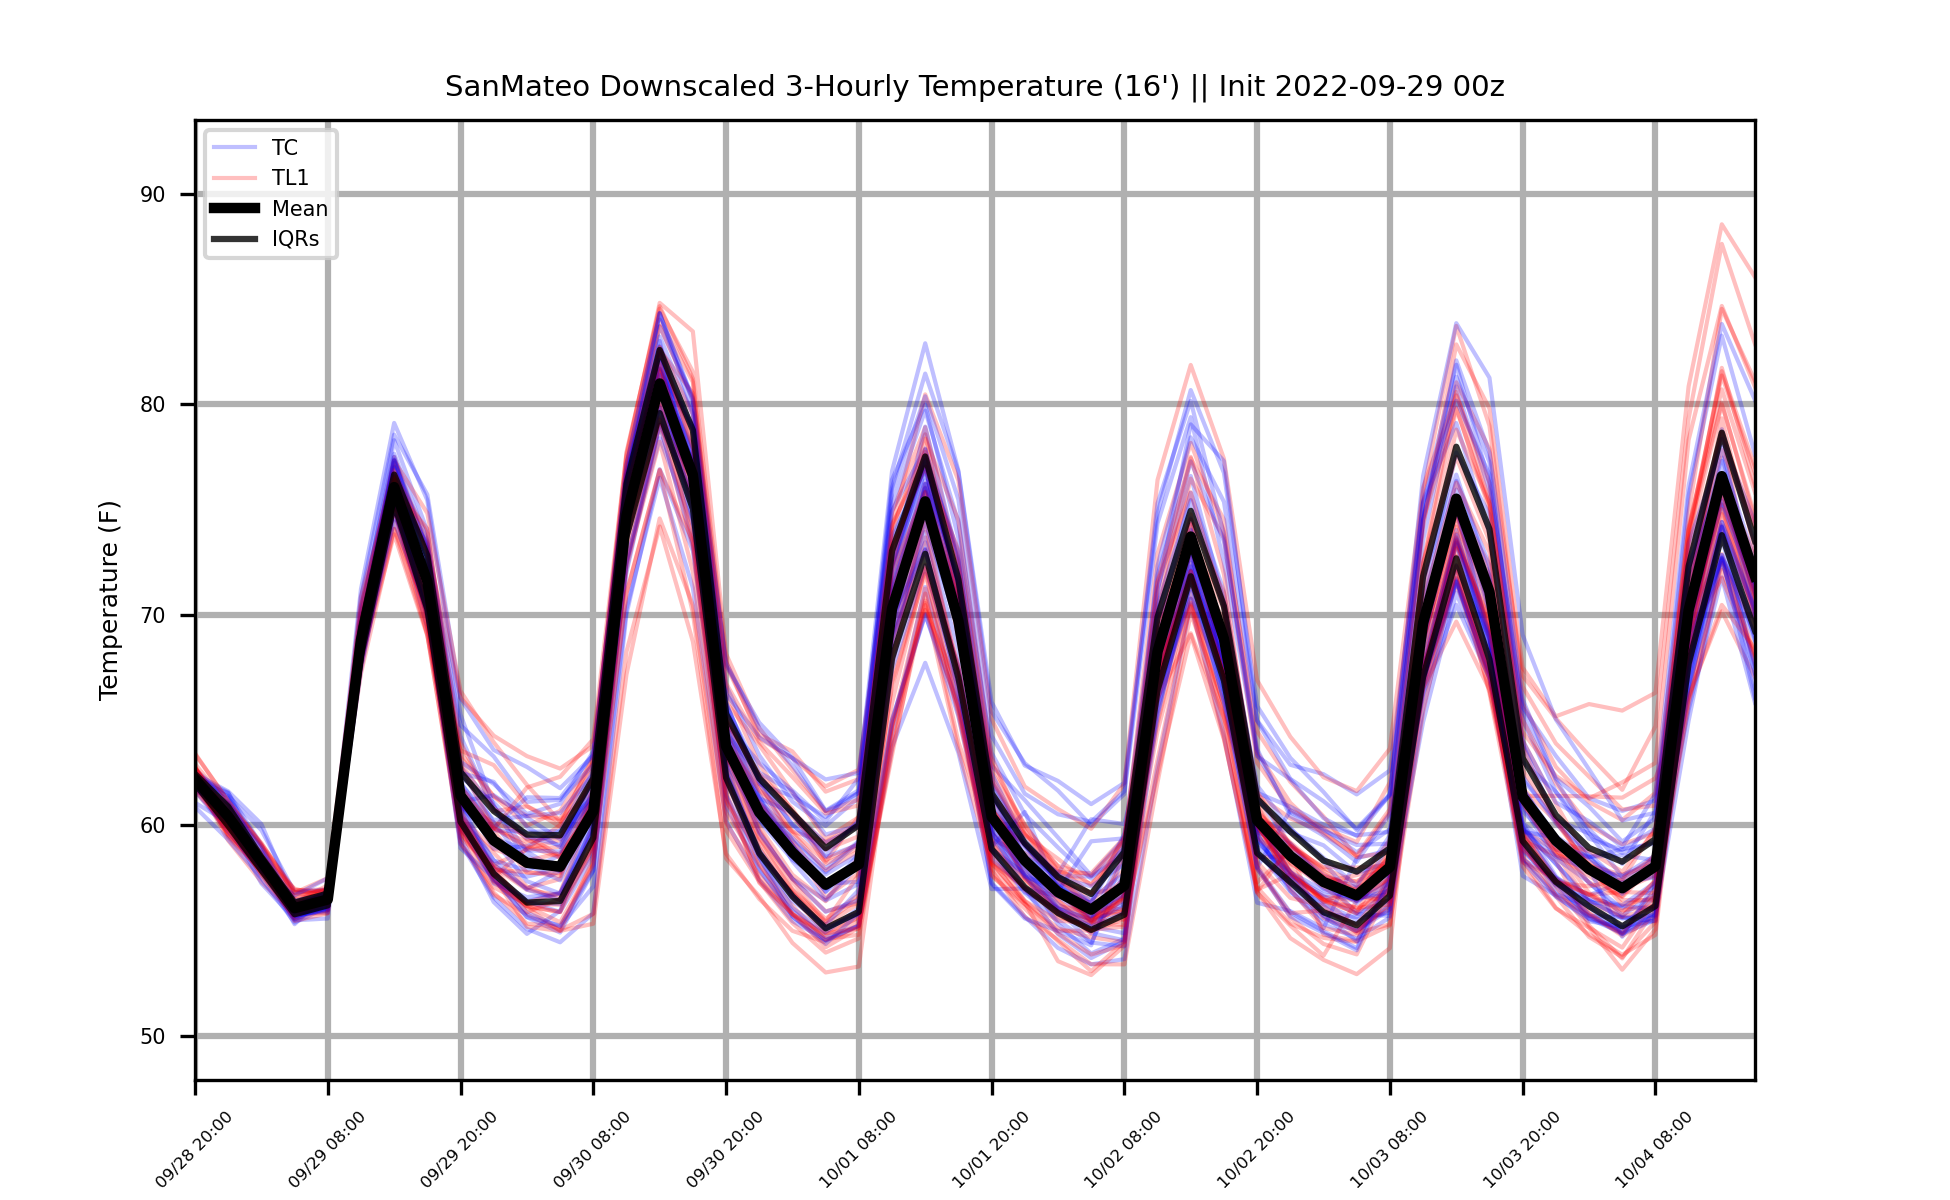 SanMateo Downscaled 3-Hourly Temperature (16') || Init 2022-09-29 00z
TC
TL1
Mean
IQRs
Temperature (F)
90
80
70
60
50
09/28 20:00
09/29 08:00
09/29 20:00
09/30 08:00
09/30 20:00
10/01 08:00
10/01 20:00
10/02 08:00
10/02 20:00
10/03 08:00
10/03 20:00
10/04 08:00